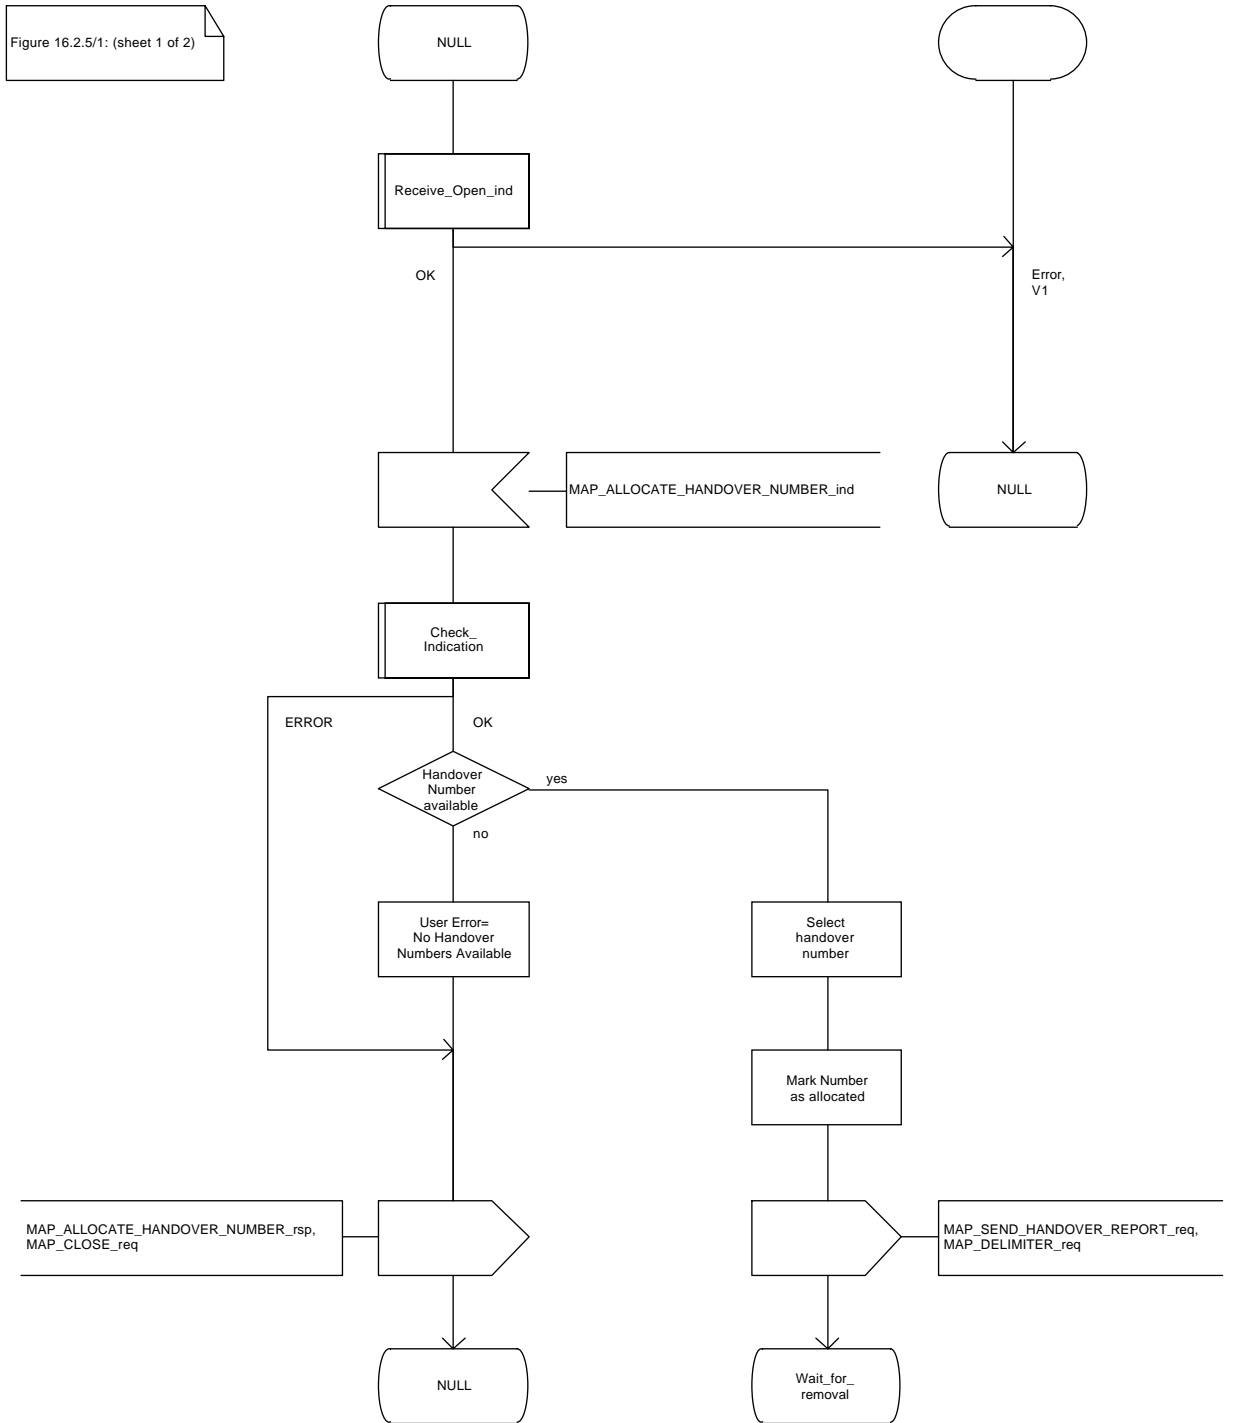 Figure 16.2.5/1: (sheet 1 of 2)
NULL
Receive_Open_ind
OK
Error,
V1
MAP_ALLOCATE_HANDOVER_NUMBER_ind
NULL
Check_
Indication
ERROR
OK
Handover
Number
available
yes
no
User Error=
No Handover
Numbers Available
Select
handover
number
Mark Number
as allocated
MAP_ALLOCATE_HANDOVER_NUMBER_rsp,
MAP_CLOSE_req
MAP_SEND_HANDOVER_REPORT_req,
MAP_DELIMITER_req
NULL
Wait_for_
removal